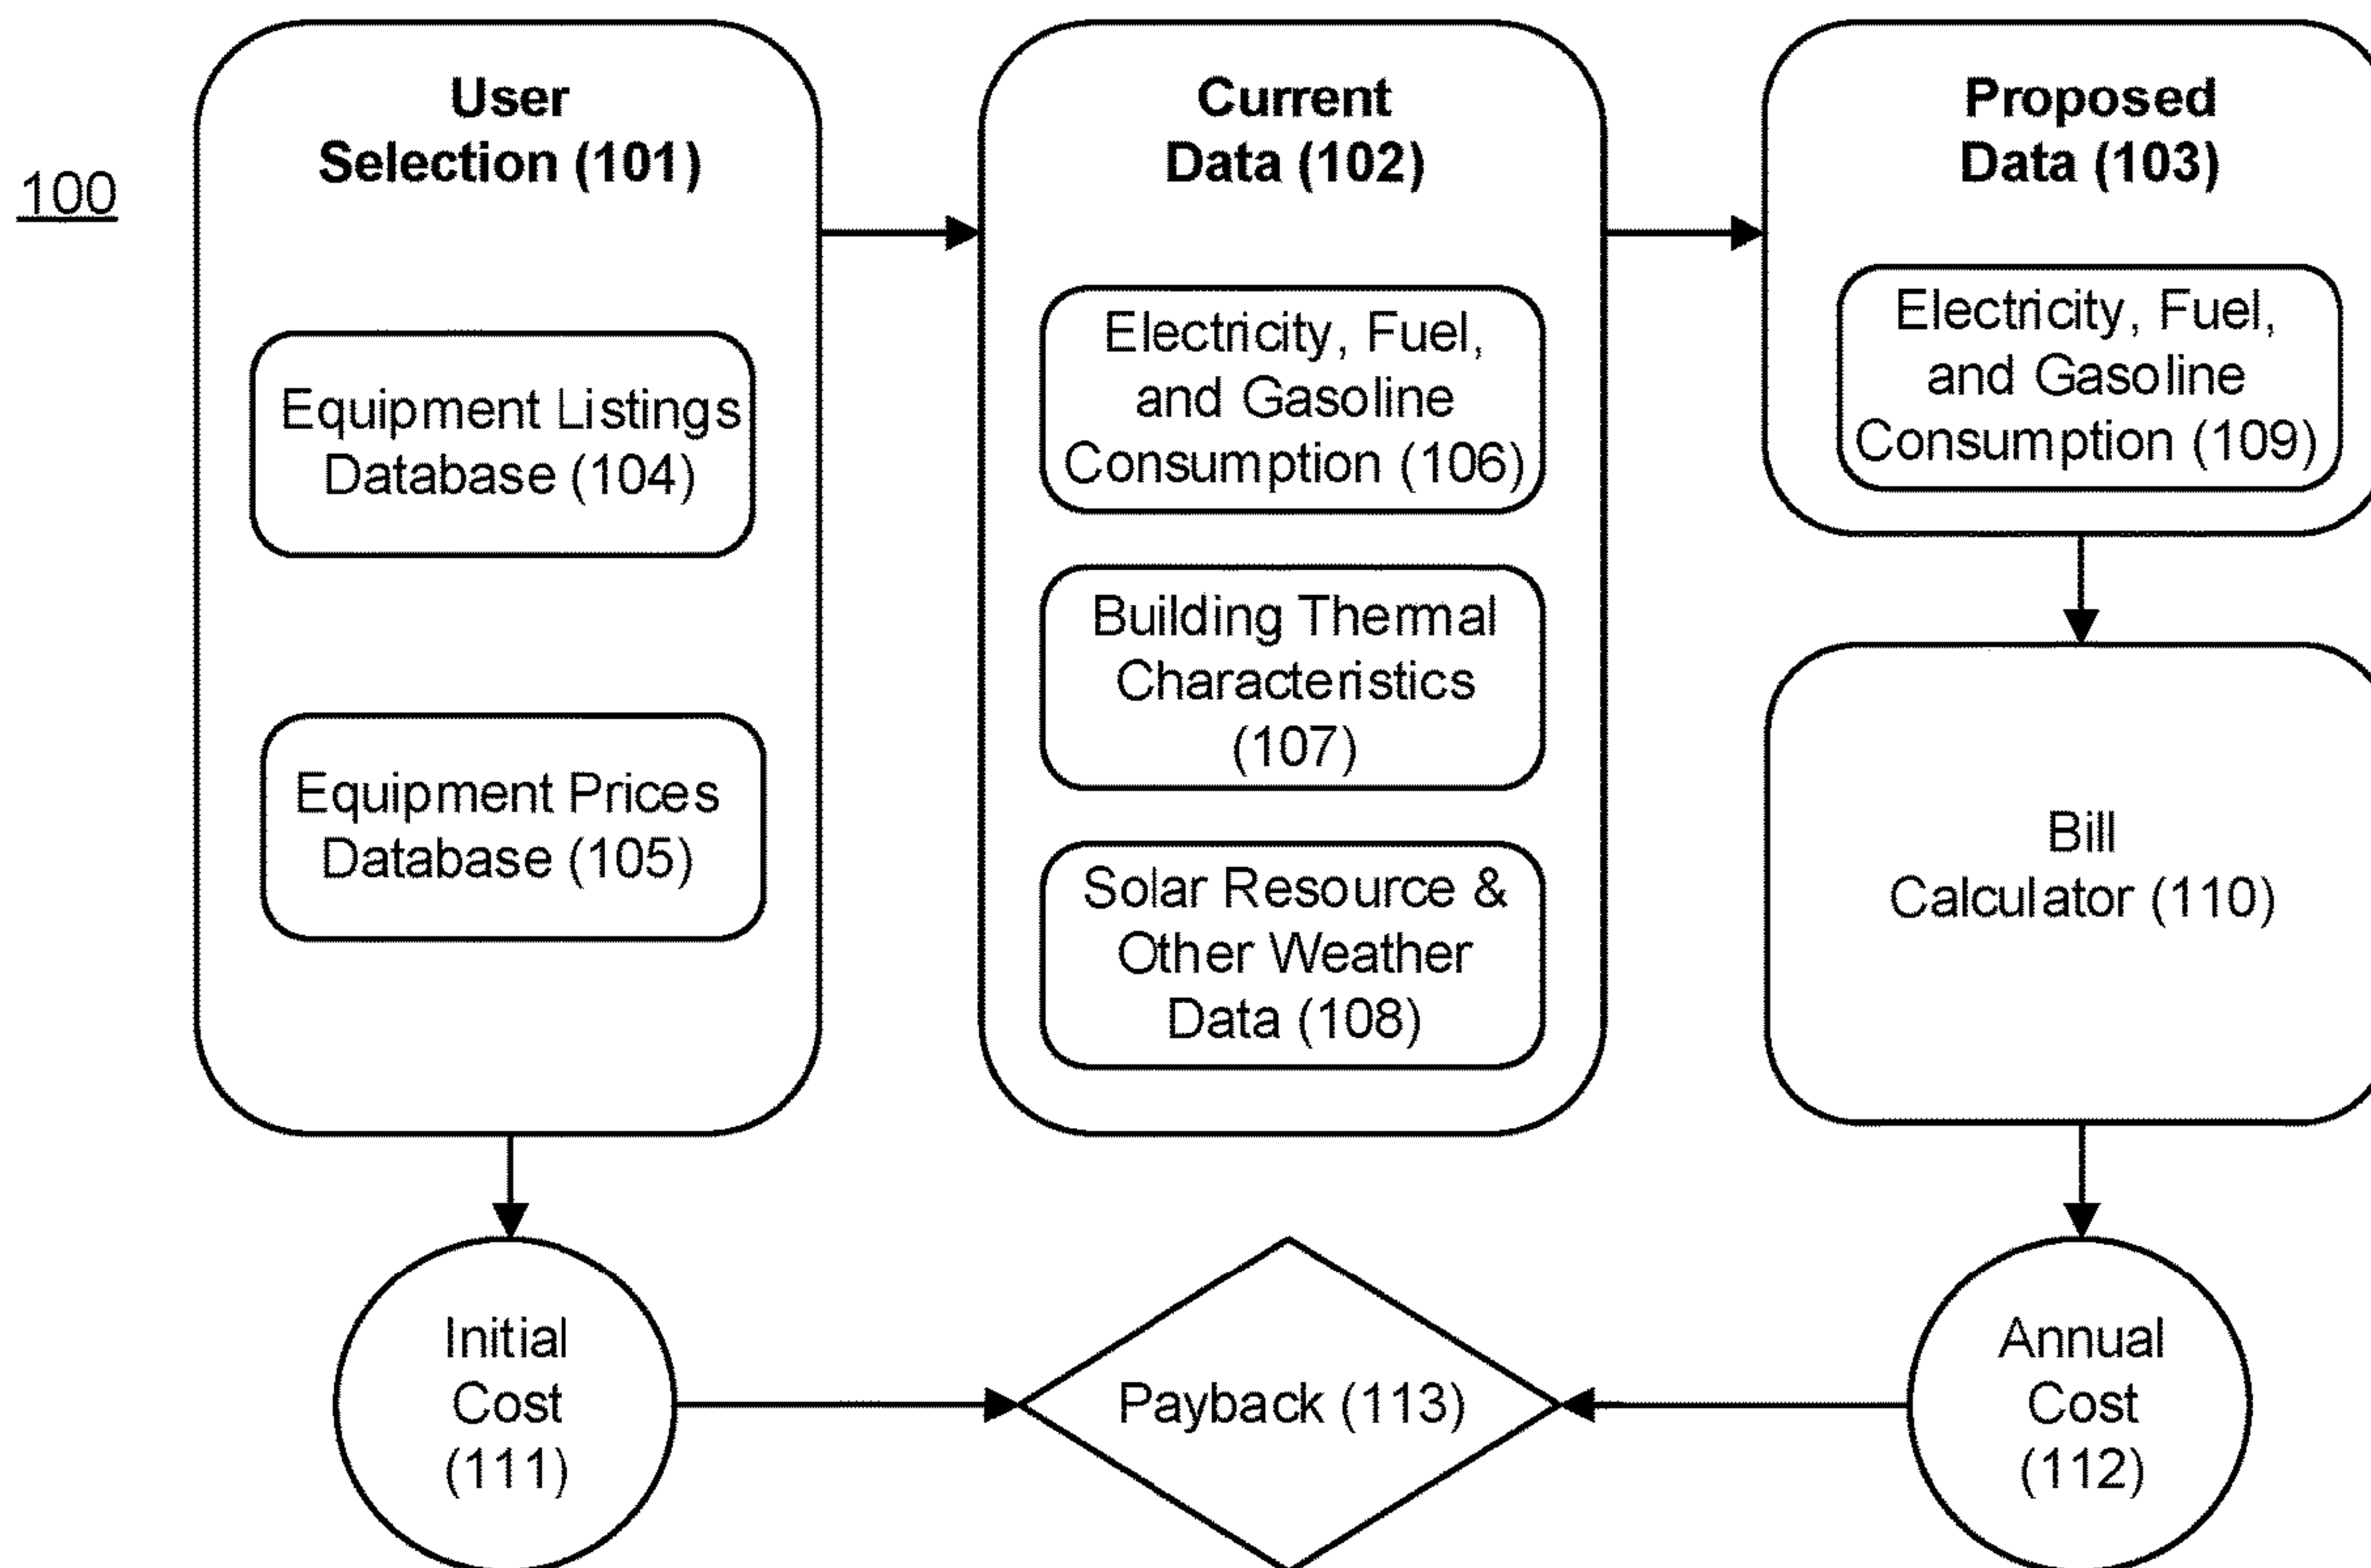 100
User
Selection (101)
Equipment Listings
Database (104)
Equipment Prices
Database (105)
Current
Data (102)
Electricity, Fuel,
and Gasoline
Consumption (106)
Building Thermal
Characteristics
(107)
Solar Resource &
Other Weather
Data (108)
Proposed
Data (103)
Electricity, Fuel,
and Gasoline
Consumption (109)
Bill
Calculator (110)
Initial
Cost
(111)
Payback (113)
Annual
Cost
(112)